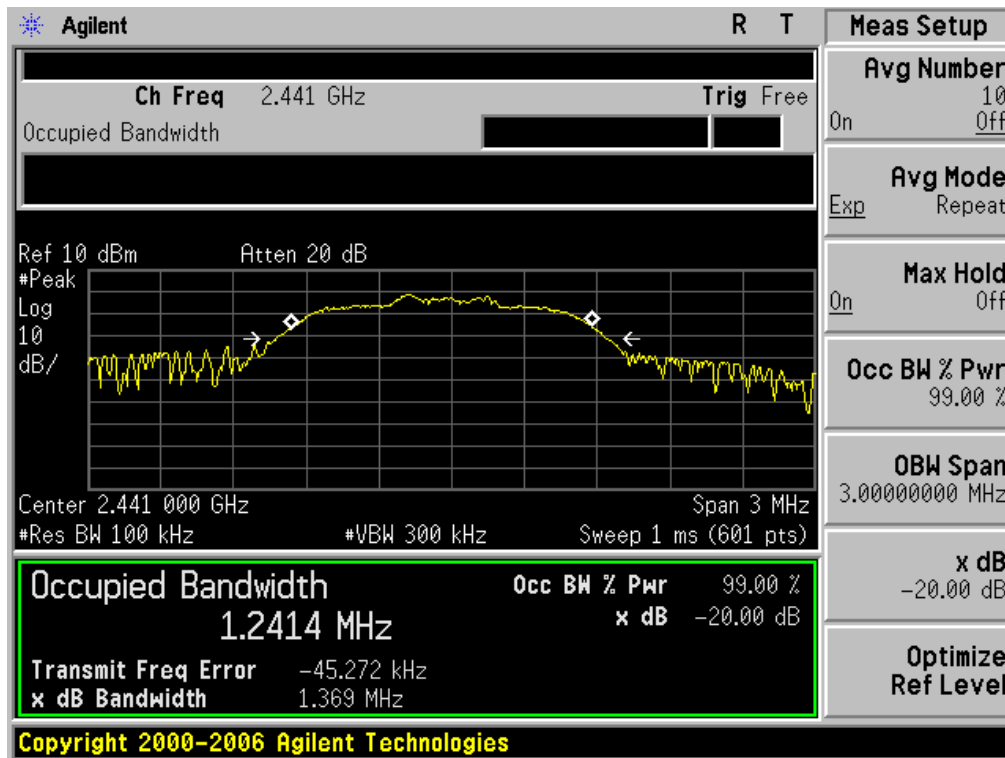 Agilent R T
Ch Freq 2.441 GHz Trig Free
Occupied Bandwidth
Ref 10 dBm Atten 20 dB
#Peak
Log
10
dB/
Center 2.441 000 GHz Span 3 MHz
#Res BW 100 kHz #VBW 300 kHz Sweep 1 ms (601 pts)
Occupied Bandwidth
1.2414 MHz
Occ BW % Pwr 99.00 %
x dB -20.00 dB
Transmit Freq Error -45.272 kHz
x dB Bandwidth 1.369 MHz
Copyright 2000-2006 Agilent Technologies
Meas Setup
Avg Number
10
On Off
Avg Mode
Exp Repeat
Max Hold
On Off
Occ BW % Pwr
99.00 %
OBW Span
3.00000000 MHz
x dB
-20.00 dB
Optimize
Ref Level